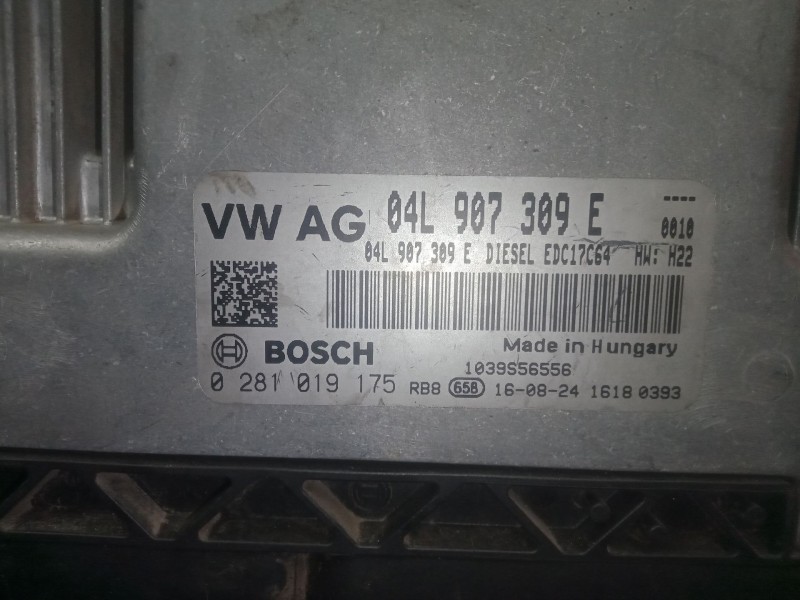 VW AG 04L 907 309 E ----
0010
04L 907 309 E DIESEL EDC17C64 HW: H22
BOSCH Made in Hungary
1039S56556
0 281 019 175 RB8 65B 16-08-24 1618 0393